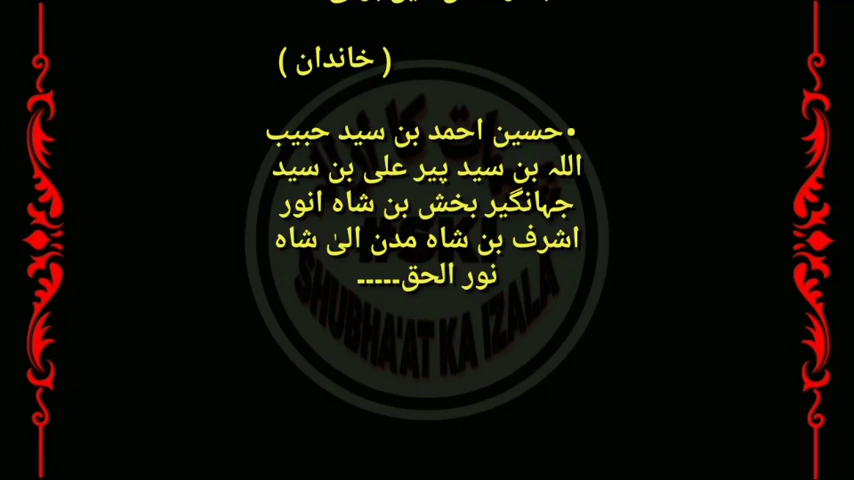 ( خاندان )
•حسین احمد بن سید حبیب
اللہ بن سید پیر علی بن سید
جہانگیر بخش بن شاہ انور
اشرف بن شاہ مدن الیٰ شاہ
نور الحق-----
SHUBHA'AT KA IZALA